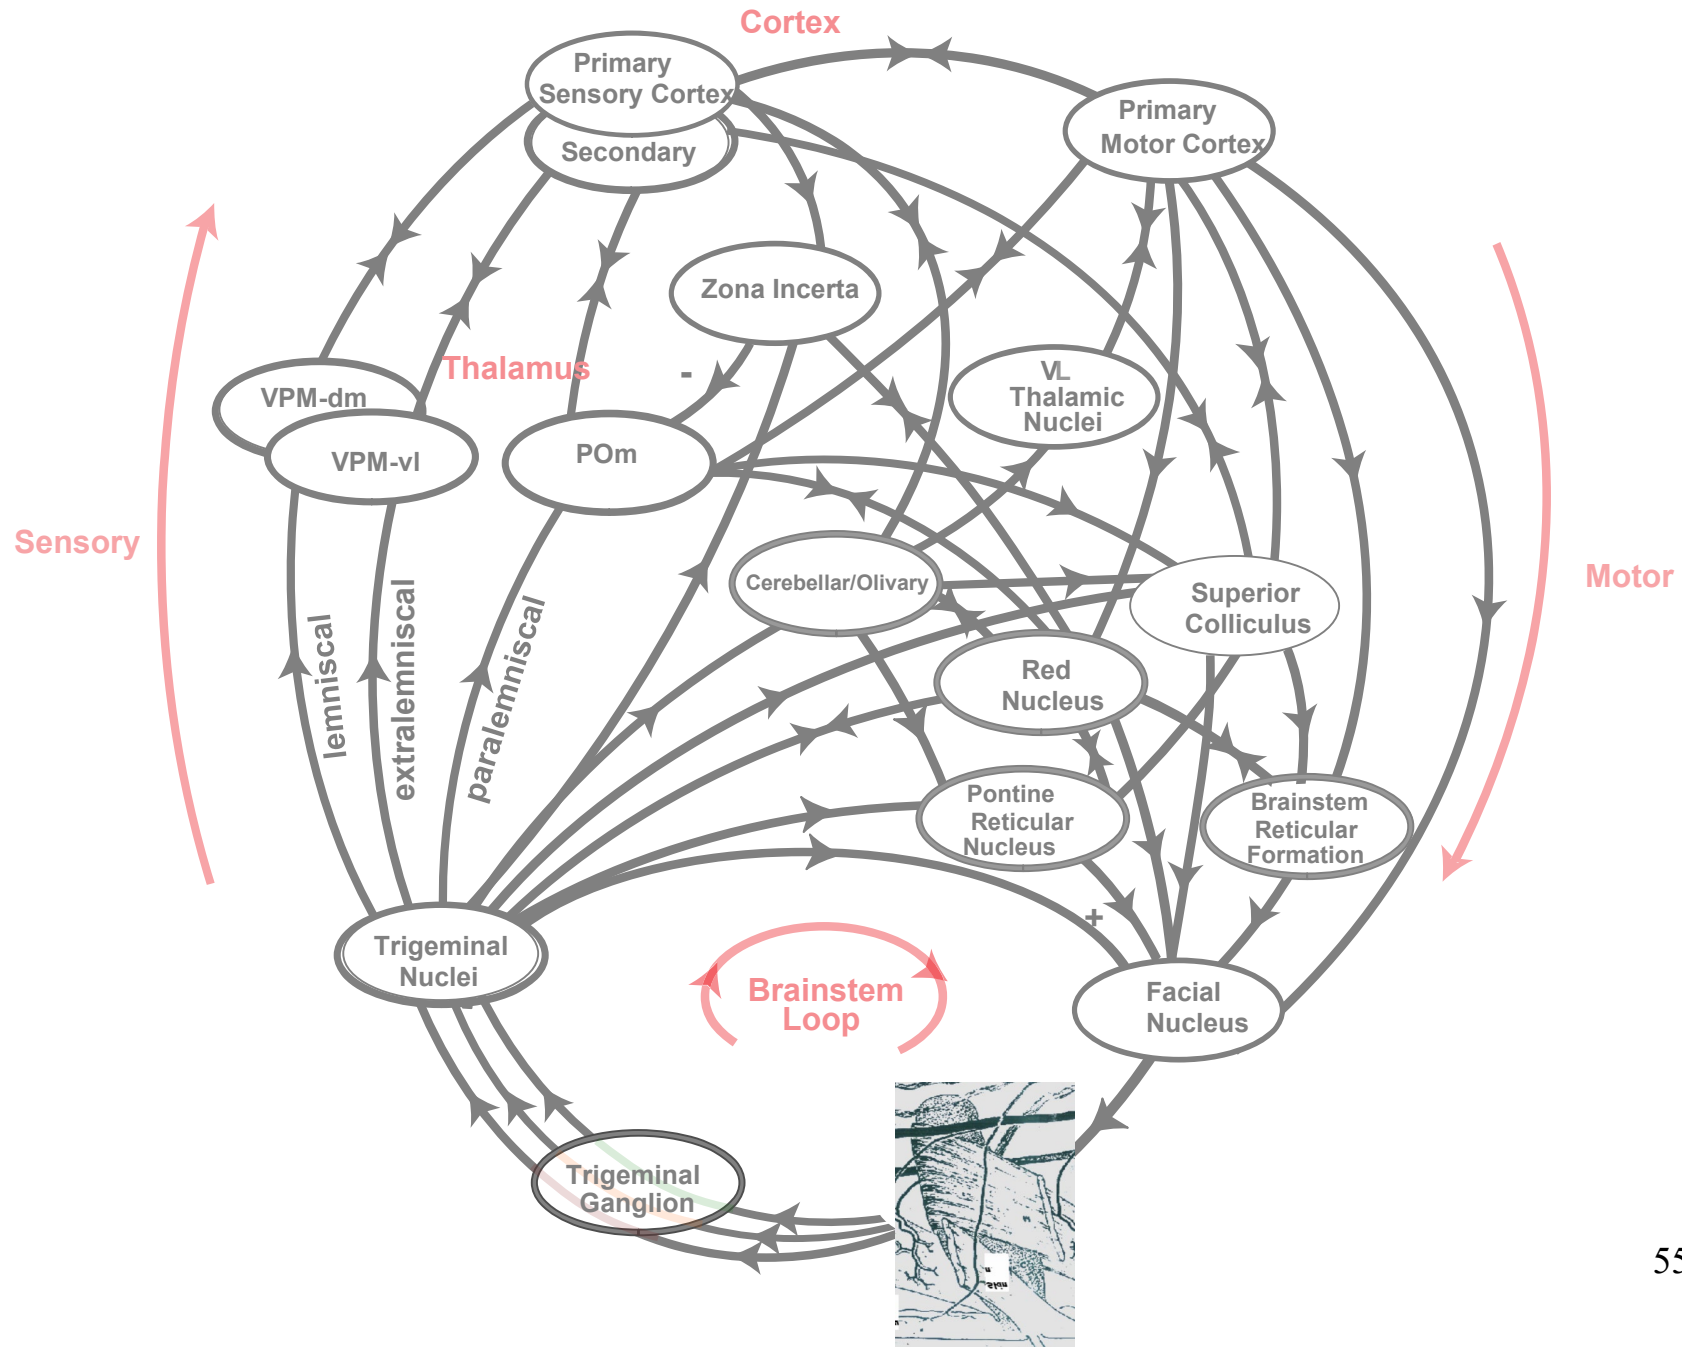 Cortex
Primary
Sensory Cortex
Secondary
Primary
Motor Cortex
Zona Incerta
Thalamus
-
VPM-dm
VPM-vl
POm
VL
Thalamic
Nuclei
Sensory
Motor
Cerebellar/Olivary
Superior
Colliculus
lemniscal
extralemniscal
paralemniscal
Red
Nucleus
Pontine
Reticular
Nucleus
Brainstem
Reticular
Formation
+
Trigeminal
Nuclei
Brainstem
Loop
Facial
Nucleus
Trigeminal
Ganglion
55